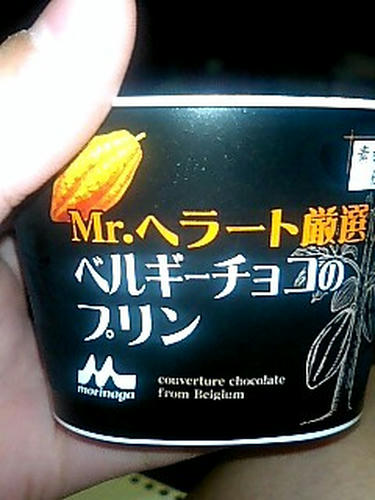 Mr.ヘラート厳選
ベルギーチョコの
プリン
morinaga
couverture chocolate
from Belgium